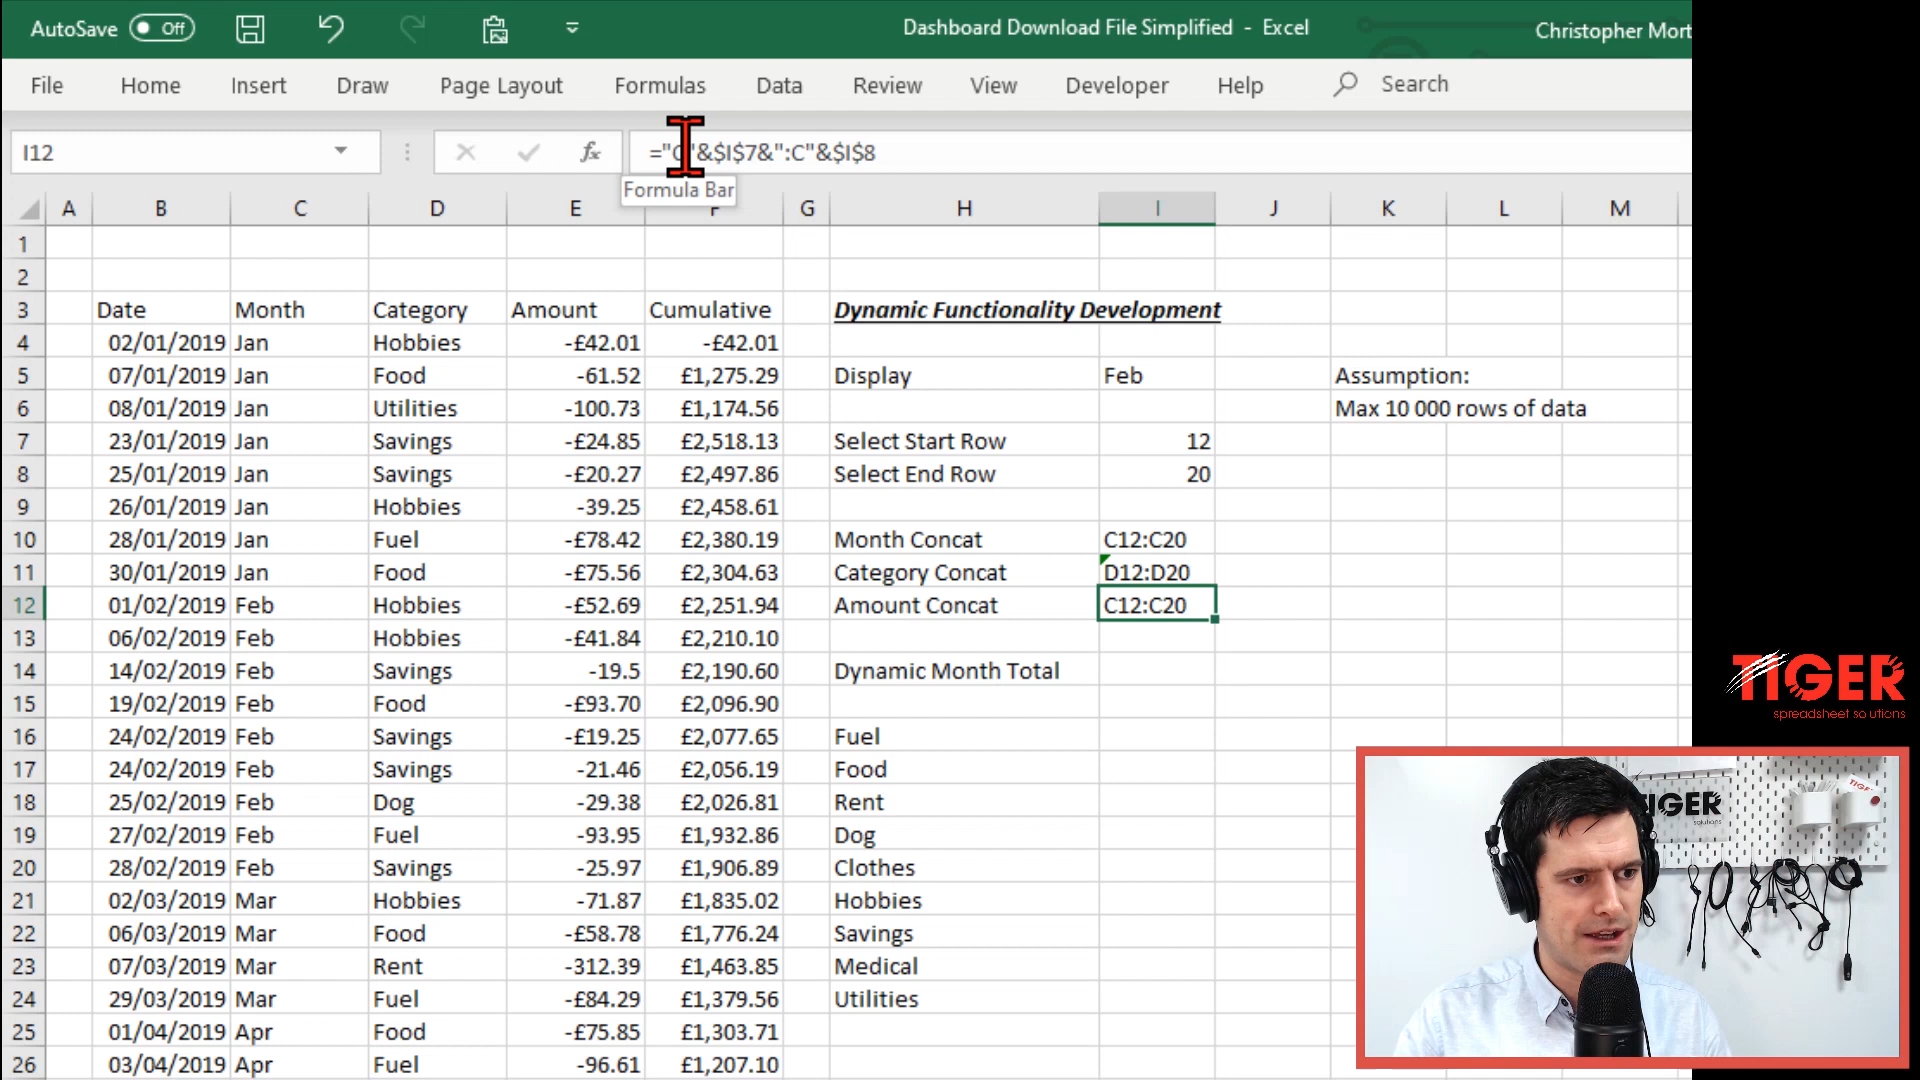 AutoSave Off Dashboard Download File Simplified - Excel Christopher Mort
File Home Insert Draw Page Layout Formulas Data Review View Developer Help Search
I12 fx ="C"&$I$7&":C"&$I$8
Formula Bar
A B C D E F G H I J K L M
1
2
3 Date Month Category Amount Cumulative Dynamic Functionality Development
4 02/01/2019 Jan Hobbies -£42.01 -£42.01
5 07/01/2019 Jan Food -61.52 £1,275.29 Display Feb Assumption:
6 08/01/2019 Jan Utilities -100.73 £1,174.56 Max 10 000 rows of data
7 23/01/2019 Jan Savings -£24.85 £2,518.13 Select Start Row 12
8 25/01/2019 Jan Savings -£20.27 £2,497.86 Select End Row 20
9 26/01/2019 Jan Hobbies -39.25 £2,458.61
10 28/01/2019 Jan Fuel -£78.42 £2,380.19 Month Concat C12:C20
11 30/01/2019 Jan Food -£75.56 £2,304.63 Category Concat D12:D20
12 01/02/2019 Feb Hobbies -£52.69 £2,251.94 Amount Concat C12:C20
13 06/02/2019 Feb Hobbies -£41.84 £2,210.10
14 14/02/2019 Feb Savings -19.5 £2,190.60 Dynamic Month Total
15 19/02/2019 Feb Food -£93.70 £2,096.90
16 24/02/2019 Feb Savings -£19.25 £2,077.65 Fuel
17 24/02/2019 Feb Savings -21.46 £2,056.19 Food
18 25/02/2019 Feb Dog -29.38 £2,026.81 Rent
19 27/02/2019 Feb Fuel -93.95 £1,932.86 Dog
20 28/02/2019 Feb Savings -25.97 £1,906.89 Clothes
21 02/03/2019 Mar Hobbies -71.87 £1,835.02 Hobbies
22 06/03/2019 Mar Food -£58.78 £1,776.24 Savings
23 07/03/2019 Mar Rent -312.39 £1,463.85 Medical
24 29/03/2019 Mar Fuel -£84.29 £1,379.56 Utilities
25 01/04/2019 Apr Food -£75.85 £1,303.71
26 03/04/2019 Apr Fuel -96.61 £1,207.10
TIGER
spreadsheet solutions
TIGER
solutions